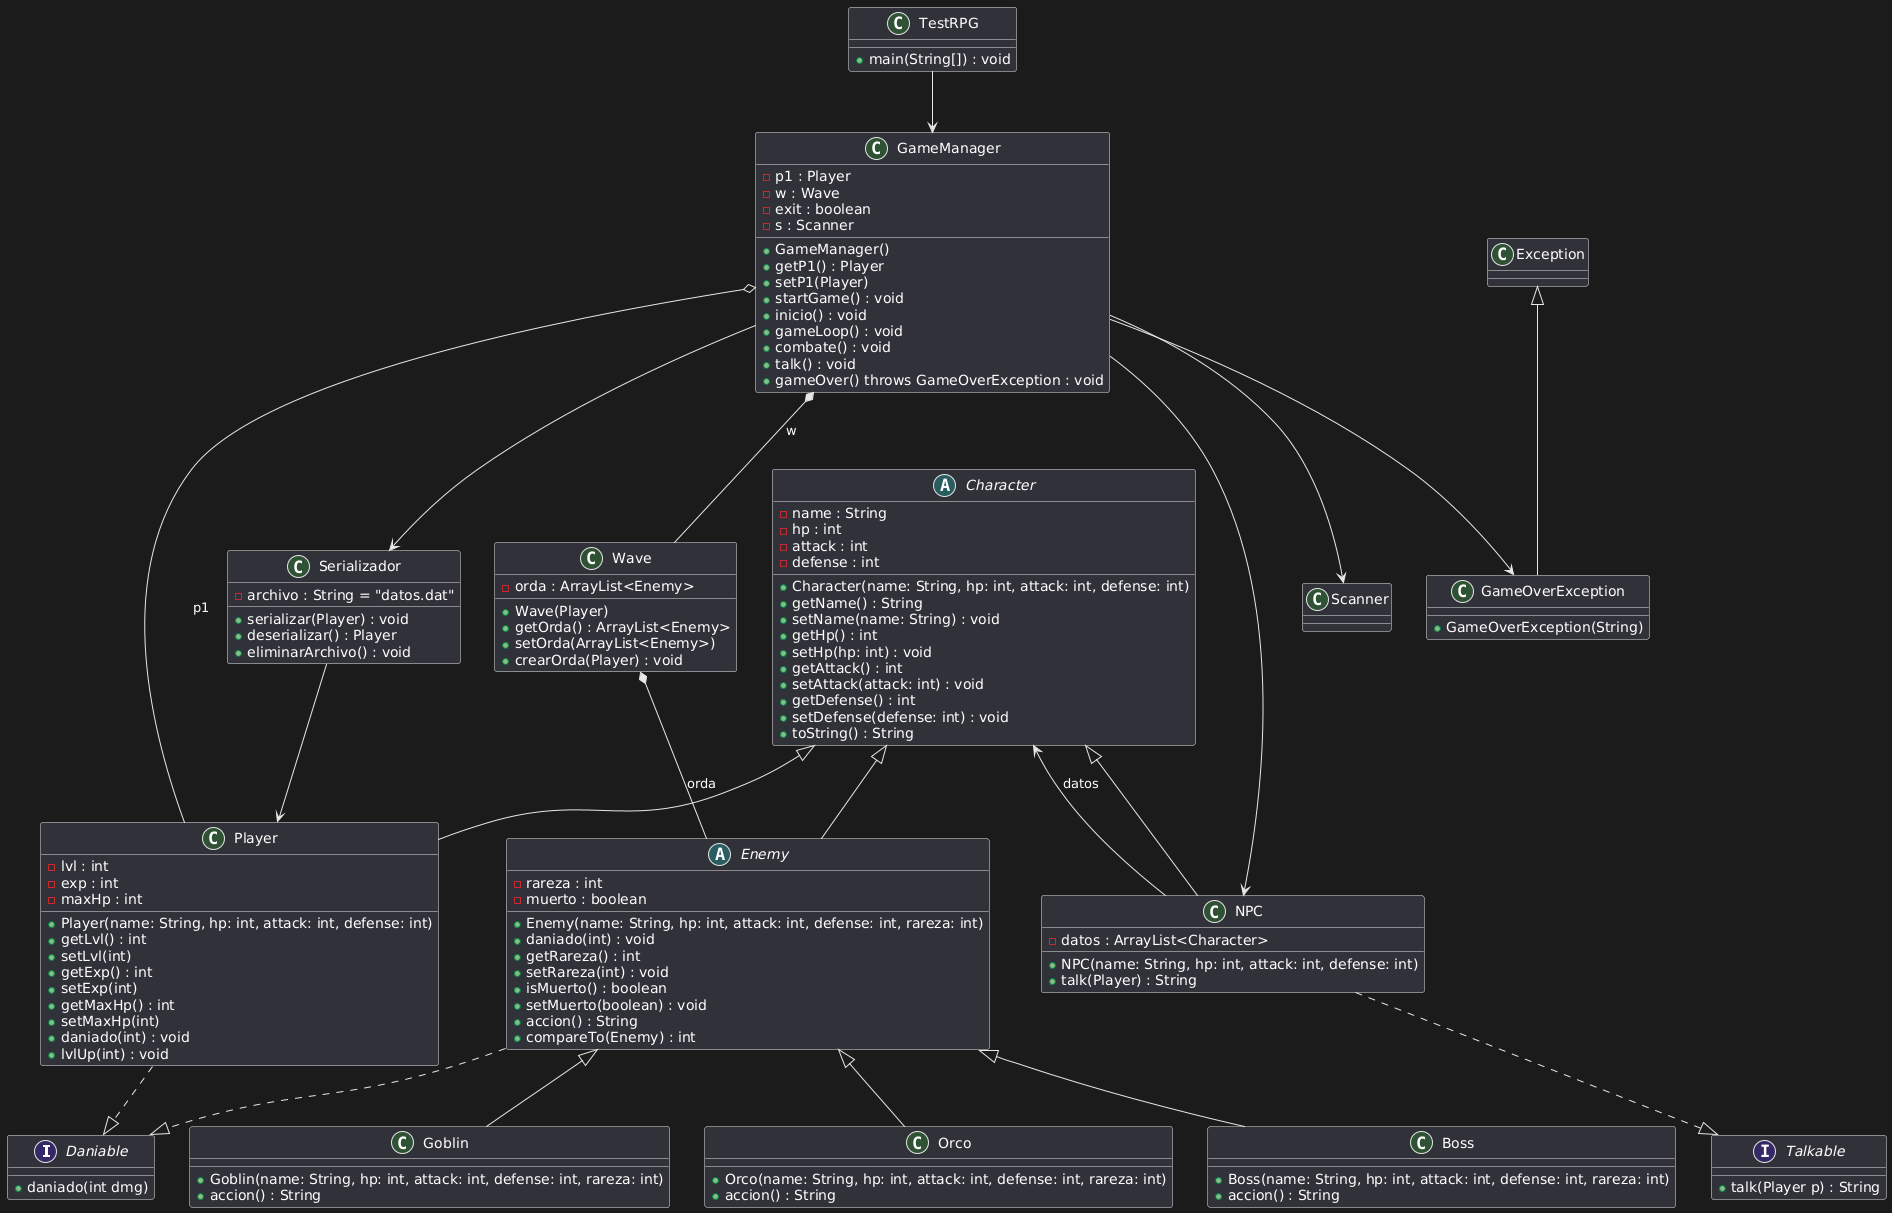 C TestRPG
main(String[]) : void
C GameManager
p1 : Player
w : Wave
exit : boolean
s : Scanner
GameManager()
getP1() : Player
setP1(Player)
startGame() : void
inicio() : void
gameLoop() : void
combate() : void
talk() : void
gameOver() throws GameOverException : void
C Exception
w
A Character
name : String
hp : int
attack : int
defense : int
Character(name: String, hp: int, attack: int, defense: int)
getName() : String
setName(name: String) : void
getHp() : int
setHp(hp: int) : void
getAttack() : int
setAttack(attack: int) : void
getDefense() : int
setDefense(defense: int) : void
toString() : String
p1
C Serializador
archivo : String = "datos.dat"
serializar(Player) : void
deserializar() : Player
eliminarArchivo() : void
C Wave
orda : ArrayList<Enemy>
Wave(Player)
getOrda() : ArrayList<Enemy>
setOrda(ArrayList<Enemy>)
crearOrda(Player) : void
C Scanner
C GameOverException
GameOverException(String)
orda
datos
C Player
lvl : int
exp : int
maxHp : int
Player(name: String, hp: int, attack: int, defense: int)
getLvl() : int
setLvl(int)
getExp() : int
setExp(int)
getMaxHp() : int
setMaxHp(int)
daniado(int) : void
lvlUp(int) : void
A Enemy
rareza : int
muerto : boolean
Enemy(name: String, hp: int, attack: int, defense: int, rareza: int)
daniado(int) : void
getRareza() : int
setRareza(int) : void
isMuerto() : boolean
setMuerto(boolean) : void
accion() : String
compareTo(Enemy) : int
C NPC
datos : ArrayList<Character>
NPC(name: String, hp: int, attack: int, defense: int)
talk(Player) : String
I Daniable
daniado(int dmg)
C Goblin
Goblin(name: String, hp: int, attack: int, defense: int, rareza: int)
accion() : String
C Orco
Orco(name: String, hp: int, attack: int, defense: int, rareza: int)
accion() : String
C Boss
Boss(name: String, hp: int, attack: int, defense: int, rareza: int)
accion() : String
I Talkable
talk(Player p) : String